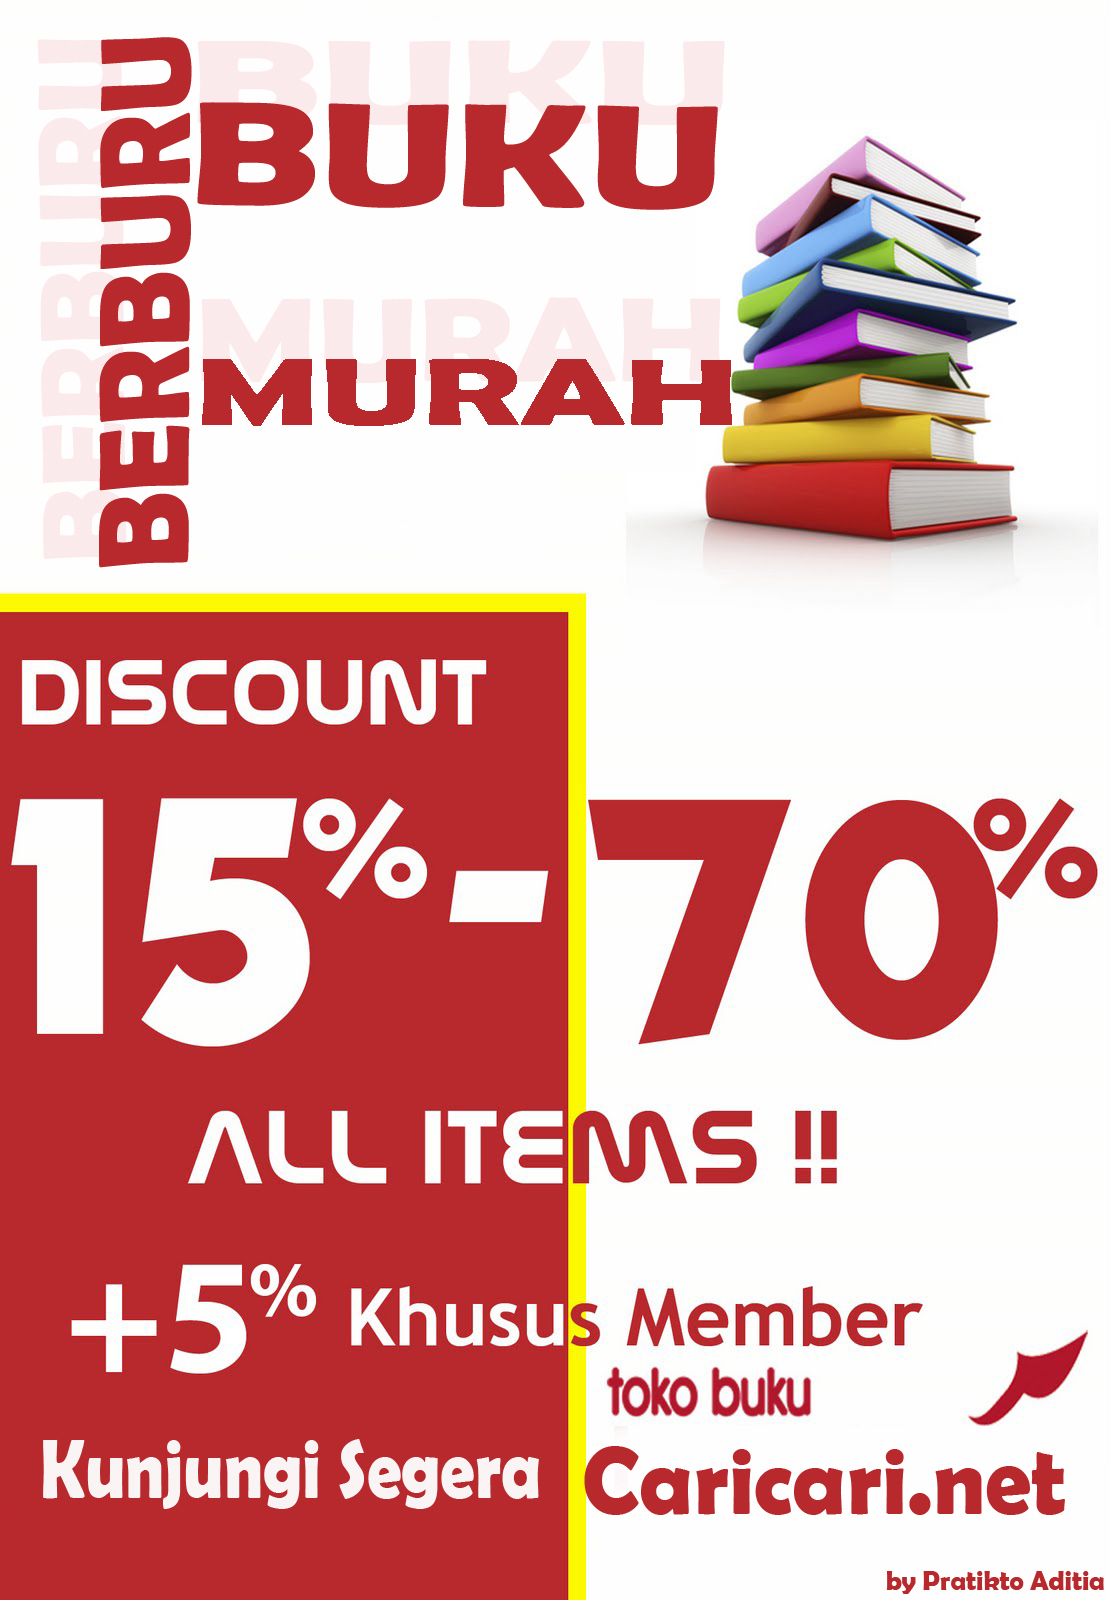 BERBURU
BUKU
MURAH
DISCOUNT
15%-70%
ALL ITEMS !!
+5% Khusus Member
toko buku
Kunjungi Segera Caricari.net
by Pratikto Aditia